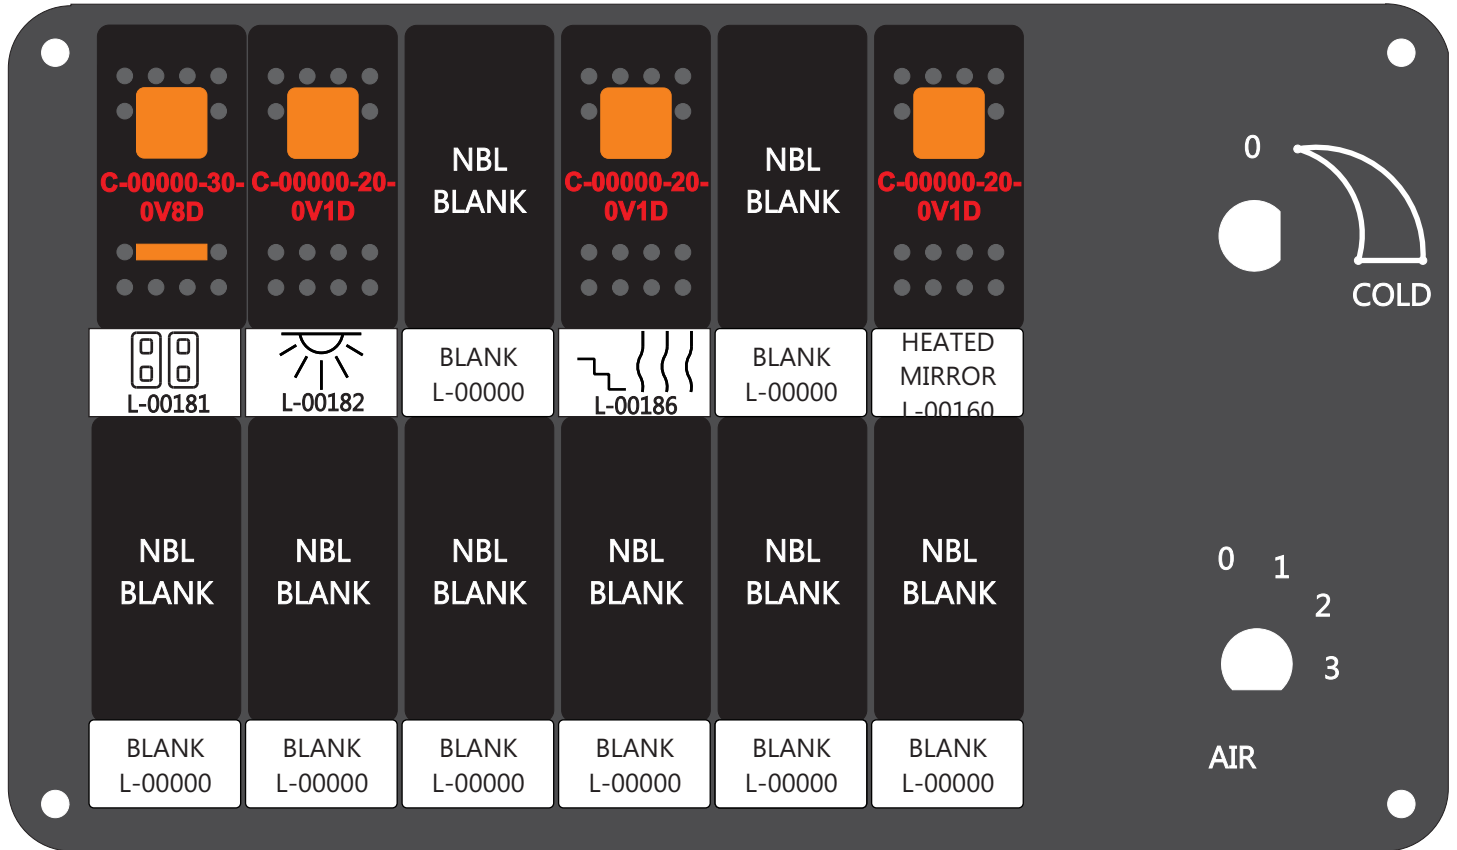 C-00000-30-
0V8D
C-00000-20-
0V1D
NBL
BLANK
C-00000-20-
0V1D
NBL
BLANK
C-00000-20-
0V1D
0
COLD
L-00181
L-00182
BLANK
L-00000
L-00186
BLANK
L-00000
HEATED
MIRROR
L-00160
NBL
BLANK
NBL
BLANK
NBL
BLANK
NBL
BLANK
NBL
BLANK
NBL
BLANK
0
1
2
3
AIR
BLANK
L-00000
BLANK
L-00000
BLANK
L-00000
BLANK
L-00000
BLANK
L-00000
BLANK
L-00000